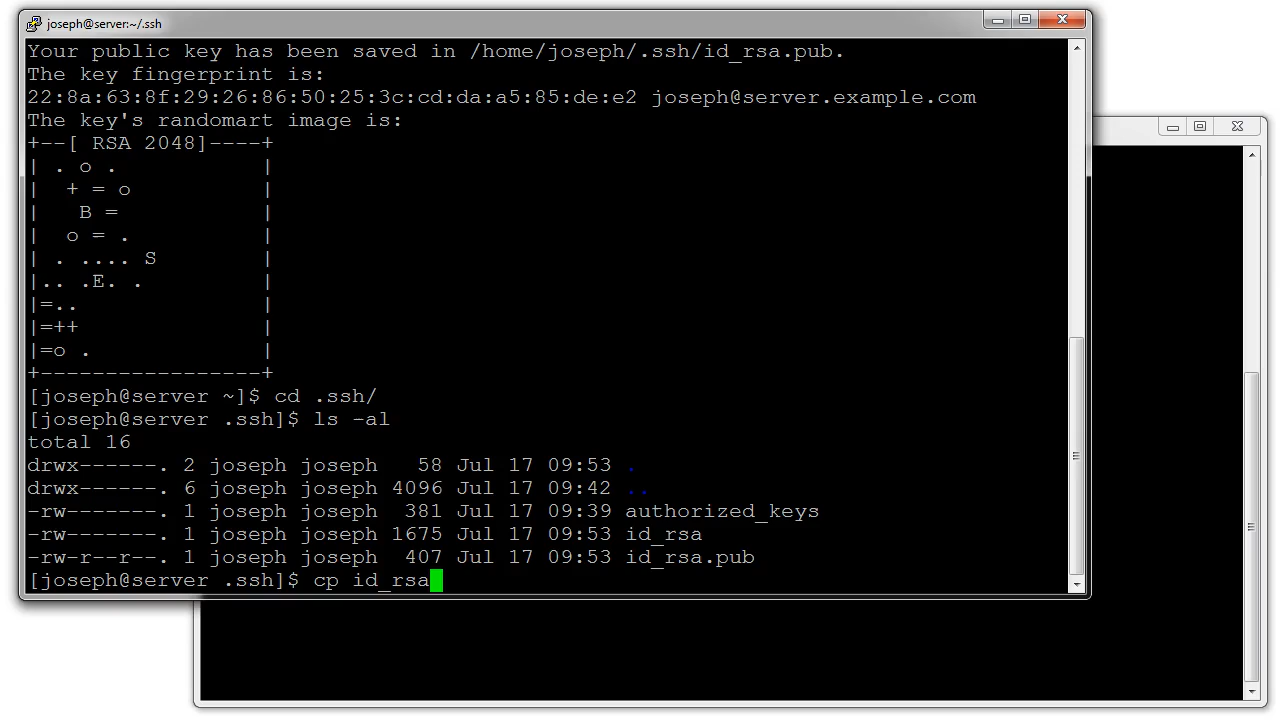 joseph@server:~/.ssh
Your public key has been saved in /home/joseph/.ssh/id_rsa.pub.
The key fingerprint is:
22:8a:63:8f:29:26:86:50:25:3c:cd:da:a5:85:de:e2 joseph@server.example.com
The key's randomart image is:
+--[ RSA 2048]----+
| . o .           |
|  + = o          |
|   B =           |
|  o = .          |
| . .... S        |
|.. .E. .         |
|=..              |
|=++              |
|=o .             |
+-----------------+
[joseph@server ~]$ cd .ssh/
[joseph@server .ssh]$ ls -al
total 16
drwx------. 2 joseph joseph   58 Jul 17 09:53 .
drwx------. 6 joseph joseph 4096 Jul 17 09:42 ..
-rw-------. 1 joseph joseph  381 Jul 17 09:39 authorized_keys
-rw-------. 1 joseph joseph 1675 Jul 17 09:53 id_rsa
-rw-r--r--. 1 joseph joseph  407 Jul 17 09:53 id_rsa.pub
[joseph@server .ssh]$ cp id_rsa